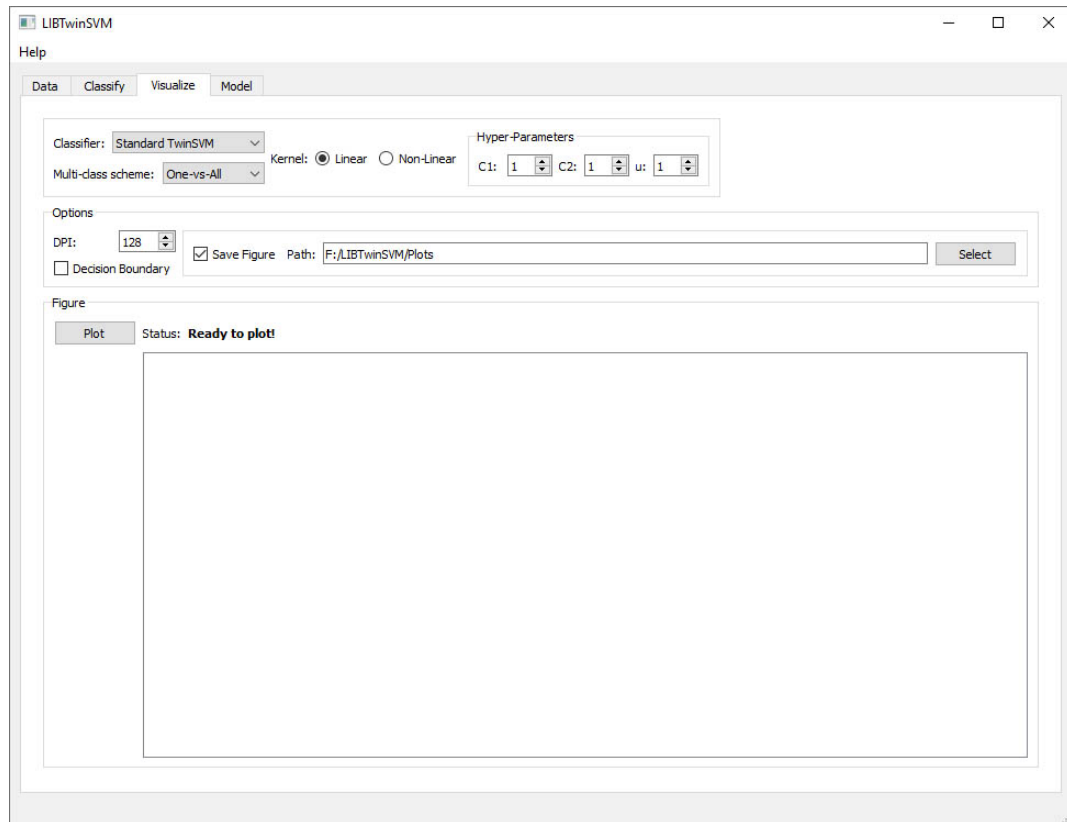 LIBTwinSVM
Help
Data Classify Visualize Model
Classifier: Standard TwinSVM
Multi-class scheme: One-vs-All
Kernel: Linear Non-Linear
Hyper-Parameters
C1: 1 C2: 1 u: 1
Options
DPI: 128
Decision Boundary
Save Figure Path: F:/LIBTwinSVM/Plots Select
Figure
Plot Status: Ready to plot!